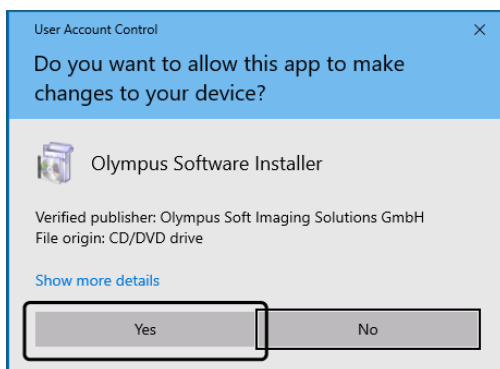 User Account Control
Do you want to allow this app to make
changes to your device?
Olympus Software Installer
Verified publisher: Olympus Soft Imaging Solutions GmbH
File origin: CD/DVD drive
Show more details
Yes
No